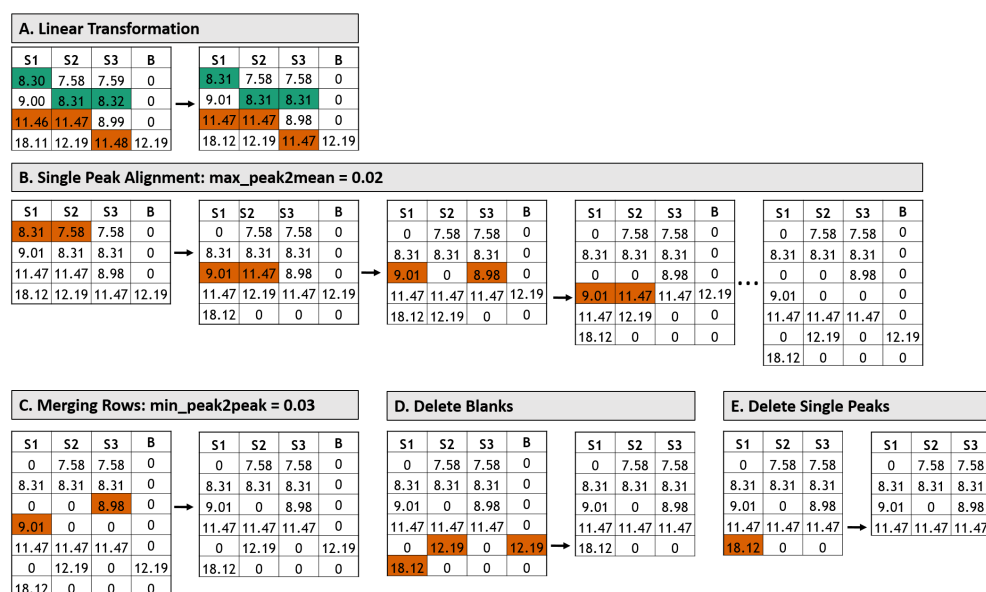 A. Linear Transformation
S1 S2 S3 B
8.30 7.58 7.59 0
9.00 8.31 8.32 0
11.46 11.47 8.99 0
18.11 12.19 11.48 12.19
S1 S2 S3 B
8.31 7.58 7.58 0
9.01 8.31 8.31 0
11.47 11.47 8.98 0
18.12 12.19 11.47 12.19
B. Single Peak Alignment: max_peak2mean = 0.02
S1 S2 S3 B
8.31 7.58 7.58 0
9.01 8.31 8.31 0
11.47 11.47 8.98 0
18.12 12.19 11.47 12.19
S1 S2 S3 B
0 7.58 7.58 0
8.31 8.31 8.31 0
9.01 11.47 8.98 0
11.47 12.19 11.47 12.19
18.12 0 0 0
S1 S2 S3 B
0 7.58 7.58 0
8.31 8.31 8.31 0
9.01 0 8.98 0
11.47 11.47 11.47 12.19
18.12 12.19 0 0
S1 S2 S3 B
0 7.58 7.58 0
8.31 8.31 8.31 0
0 0 8.98 0
9.01 11.47 11.47 12.19
11.47 12.19 0 0
18.12 0 0 0
...
S1 S2 S3 B
0 7.58 7.58 0
8.31 8.31 8.31 0
0 0 8.98 0
9.01 0 0 0
11.47 11.47 11.47 0
0 12.19 0 12.19
18.12 0 0 0
C. Merging Rows: min_peak2peak = 0.03
S1 S2 S3 B
0 7.58 7.58 0
8.31 8.31 8.31 0
0 0 8.98 0
9.01 0 0 0
11.47 11.47 11.47 0
0 12.19 0 12.19
18.12 0 0 0
S1 S2 S3 B
0 7.58 7.58 0
8.31 8.31 8.31 0
9.01 0 8.98 0
11.47 11.47 11.47 0
0 12.19 0 12.19
18.12 0 0 0
D. Delete Blanks
S1 S2 S3 B
0 7.58 7.58 0
8.31 8.31 8.31 0
9.01 0 8.98 0
11.47 11.47 11.47 0
0 12.19 0 12.19
18.12 0 0 0
S1 S2 S3
0 7.58 7.58
8.31 8.31 8.31
9.01 0 8.98
11.47 11.47 11.47
18.12 0 0
E. Delete Single Peaks
S1 S2 S3
0 7.58 7.58
8.31 8.31 8.31
9.01 0 8.98
11.47 11.47 11.47
18.12 0 0
S1 S2 S3
0 7.58 7.58
8.31 8.31 8.31
9.01 0 8.98
11.47 11.47 11.47